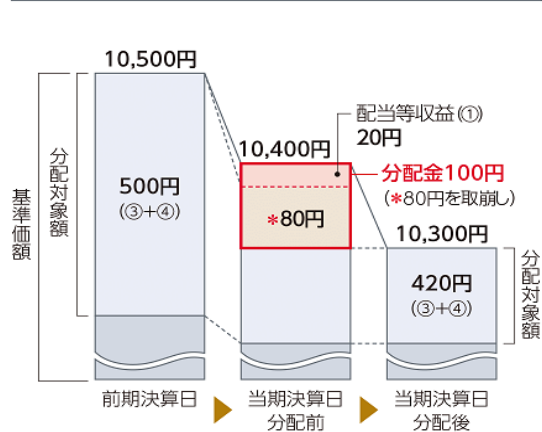 10,500円
配当等収益(①)
20円
10,400円
分配金100円
(*80円を取崩し)
分配対象額
基準価額
500円
(③+④)
*80円
10,300円
420円
(③+④)
分配対象額
前期決算日
当期決算日
分配前
当期決算日
分配後